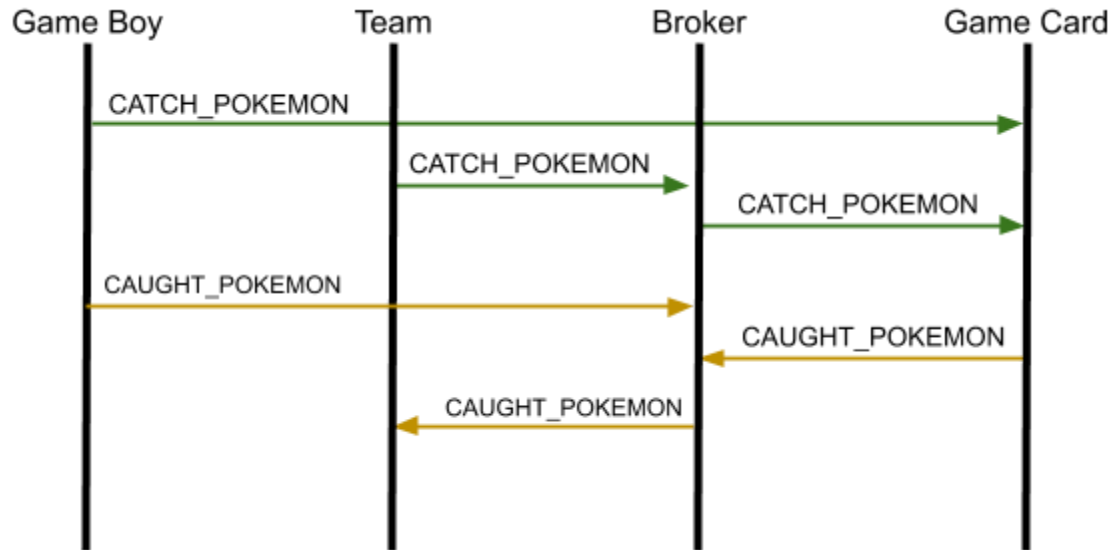 Game Boy
Team
Broker
Game Card
CATCH_POKEMON
CATCH_POKEMON
CATCH_POKEMON
CAUGHT_POKEMON
CAUGHT_POKEMON
CAUGHT_POKEMON